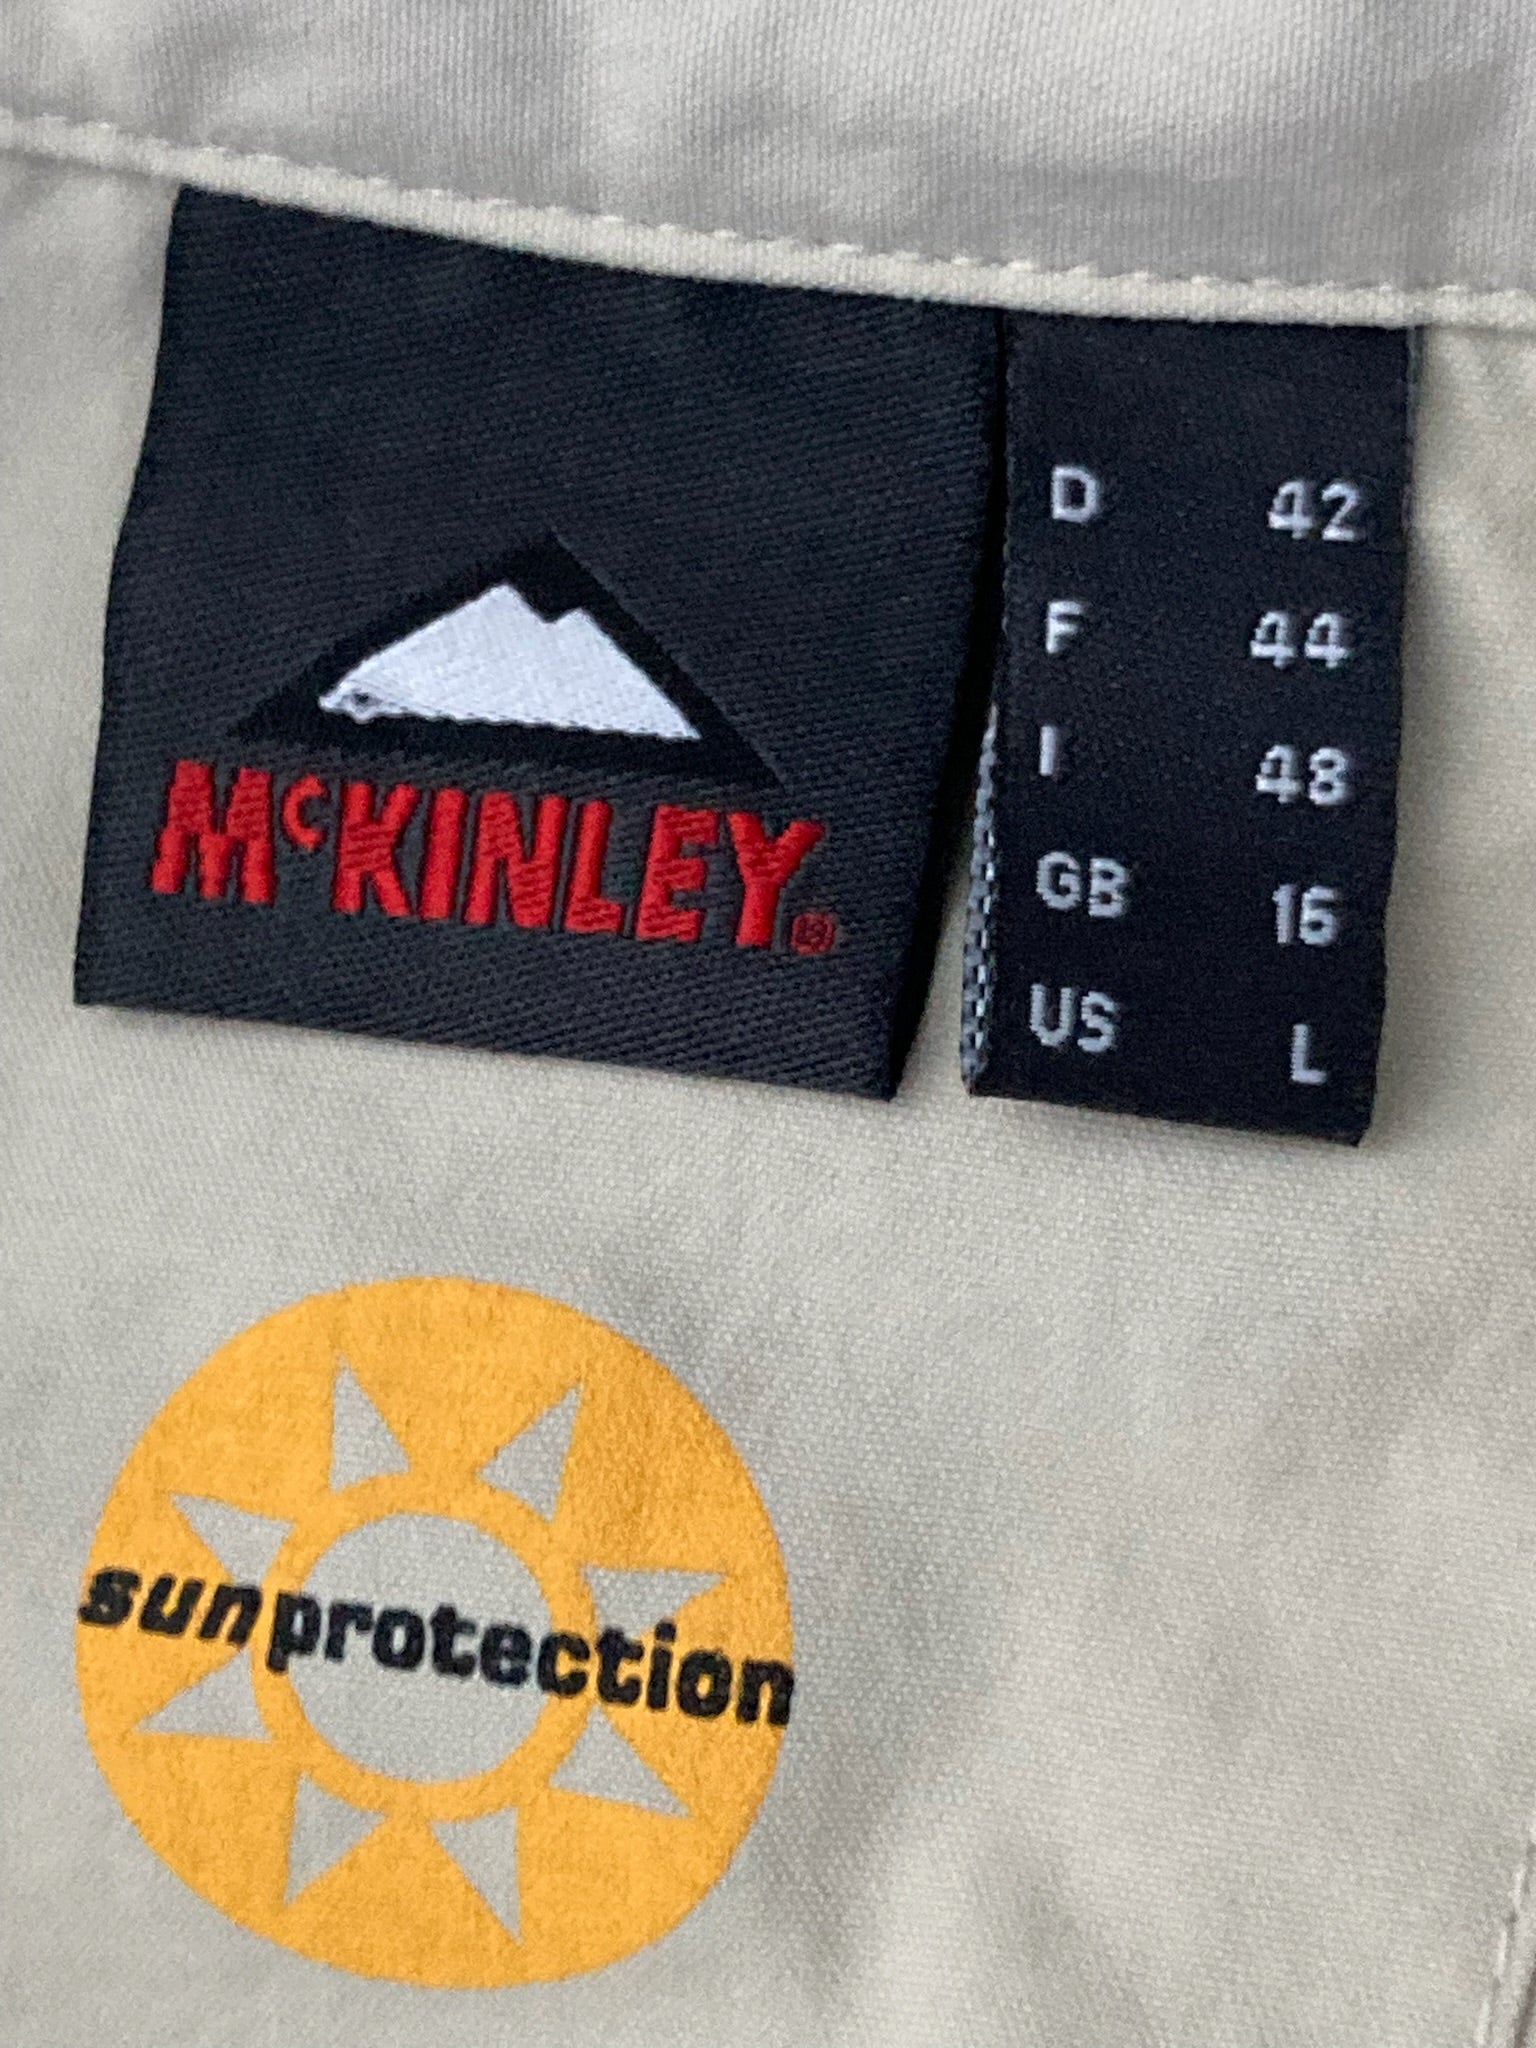 McKINLEY®
D 42
F 44
I 48
GB 16
US L
sunprotection